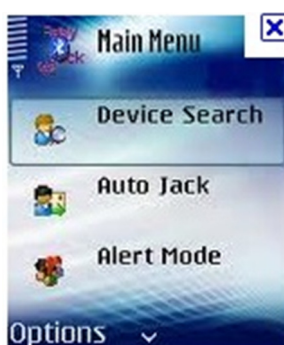 Main Menu
Device Search
Auto Jack
Alert Mode
Options